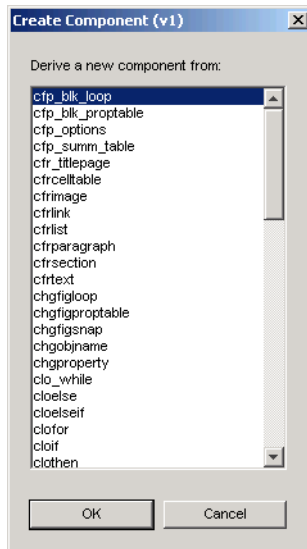 Create Component (v1)
Derive a new component from:
cfp_blk_loop
cfp_blk_proptable
cfp_options
cfp_summ_table
cfr_titlepage
cfrcelltable
cfrimage
cfrlink
cfrlist
cfrparagraph
cfrsection
cfrtext
chgfigloop
chgfigproptable
chgfigsnap
chgobjname
chgproperty
clo_while
cloelse
cloelseif
clofor
cloif
clothen
OK
Cancel